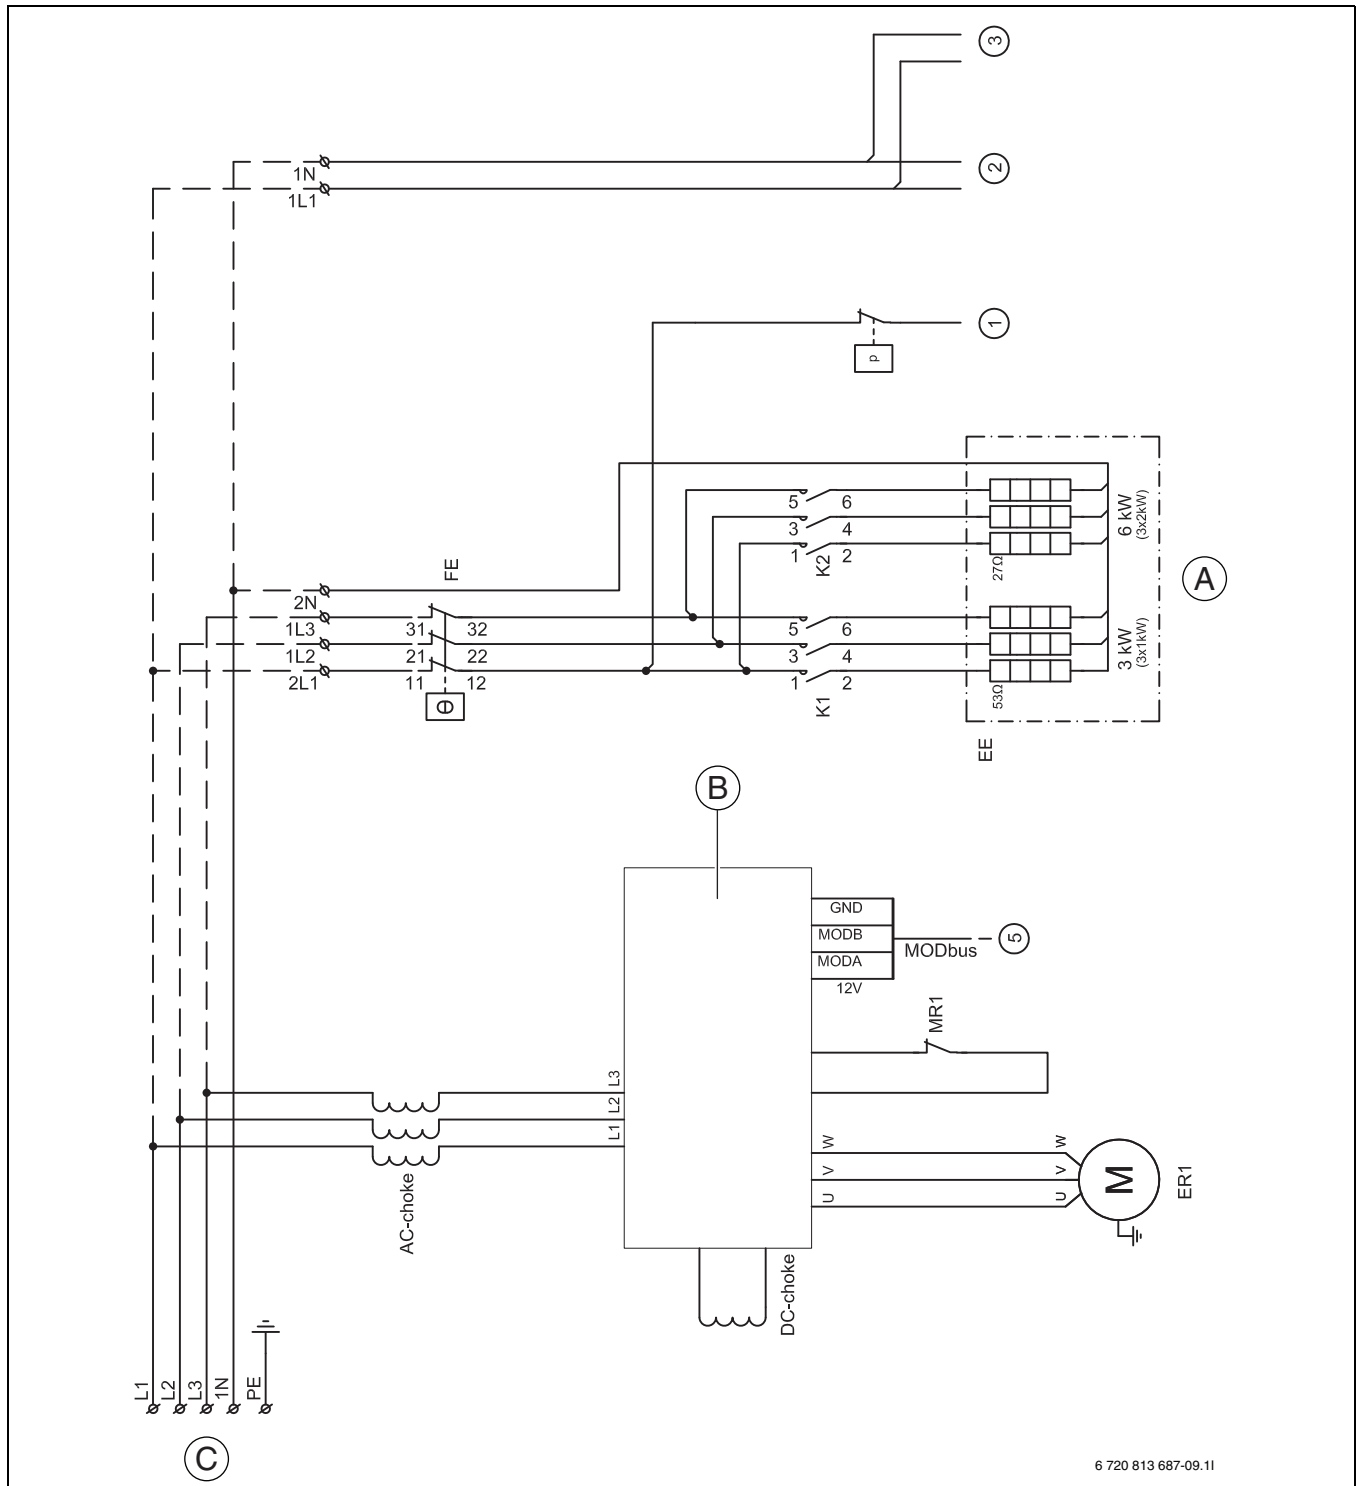 3
1N
2
1L1
1
p
5 6
3 4
1 2
K2
27Ω
6 kW
(3x2kW)
A
FE
2N
1L3
31 32
1L2
21 22
2L1
11 12
Θ
5 6
3 4
1 2
K1
53Ω
3 kW
(3x1kW)
EE
B
GND
MODB
MODA
12V
MODbus
5
MR1
L3
L2
L1
AC-choke
W
V
U
W
V
U
M
ER1
DC-choke
L1
L2
L3
1N
PE
C
6 720 813 687-09.1I